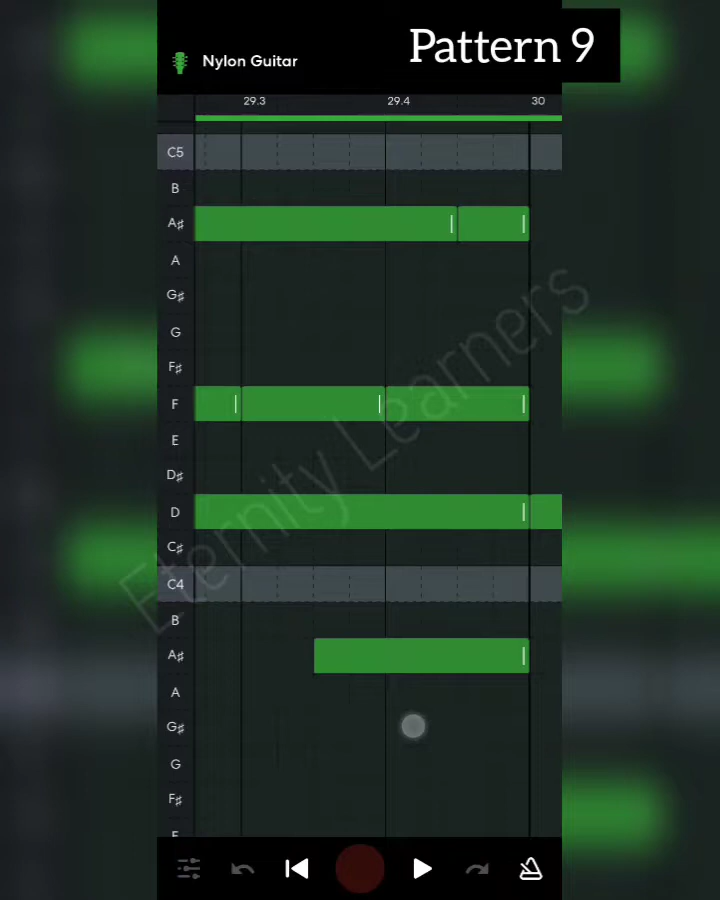 Pattern 9
Nylon Guitar
29.3 29.4 30
C5
B
A♯
A
G♯
G
F♯
F
E
D♯
D
C♯
C4
B
A♯
A
G♯
G
F♯
Eternity Learners